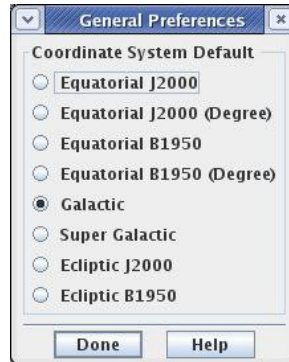 General Preferences
Coordinate System Default
Equatorial J2000
Equatorial J2000 (Degree)
Equatorial B1950
Equatorial B1950 (Degree)
Galactic
Super Galactic
Ecliptic J2000
Ecliptic B1950
Done Help